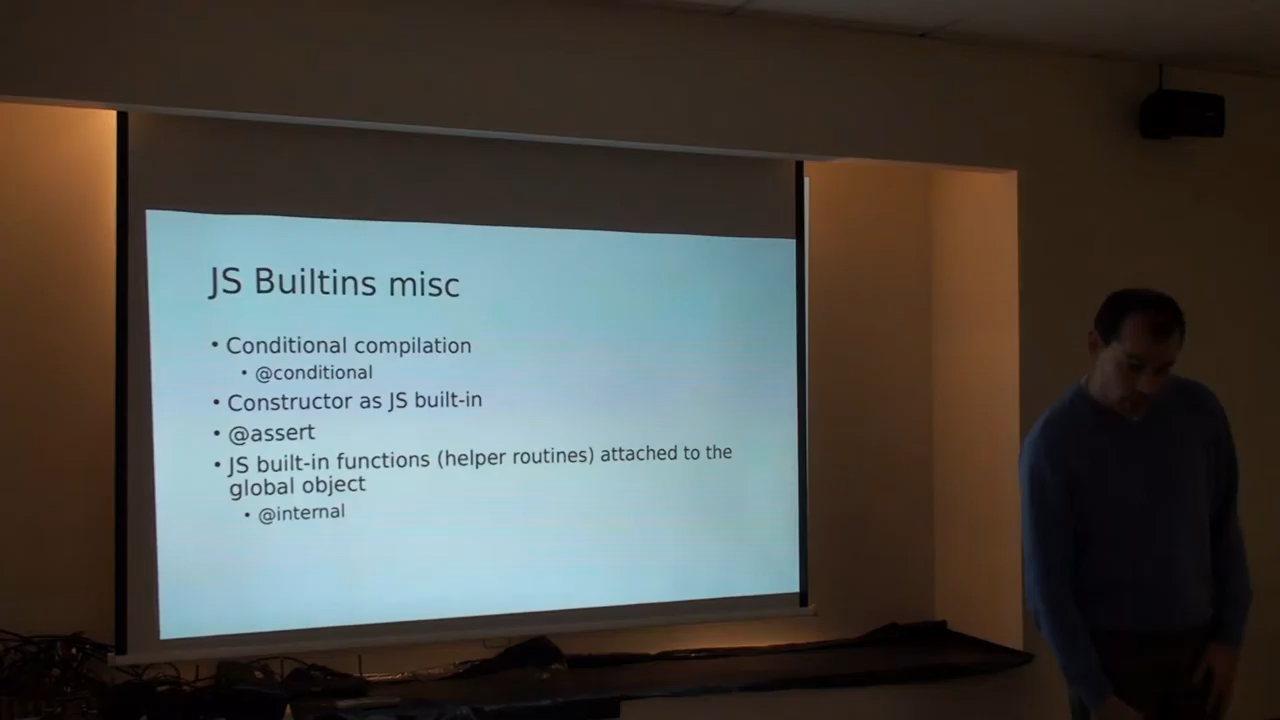 JS Builtins misc
• Conditional compilation
• @conditional
• Constructor as JS built-in
• @assert
• JS built-in functions (helper routines) attached to the
global object
• @internal